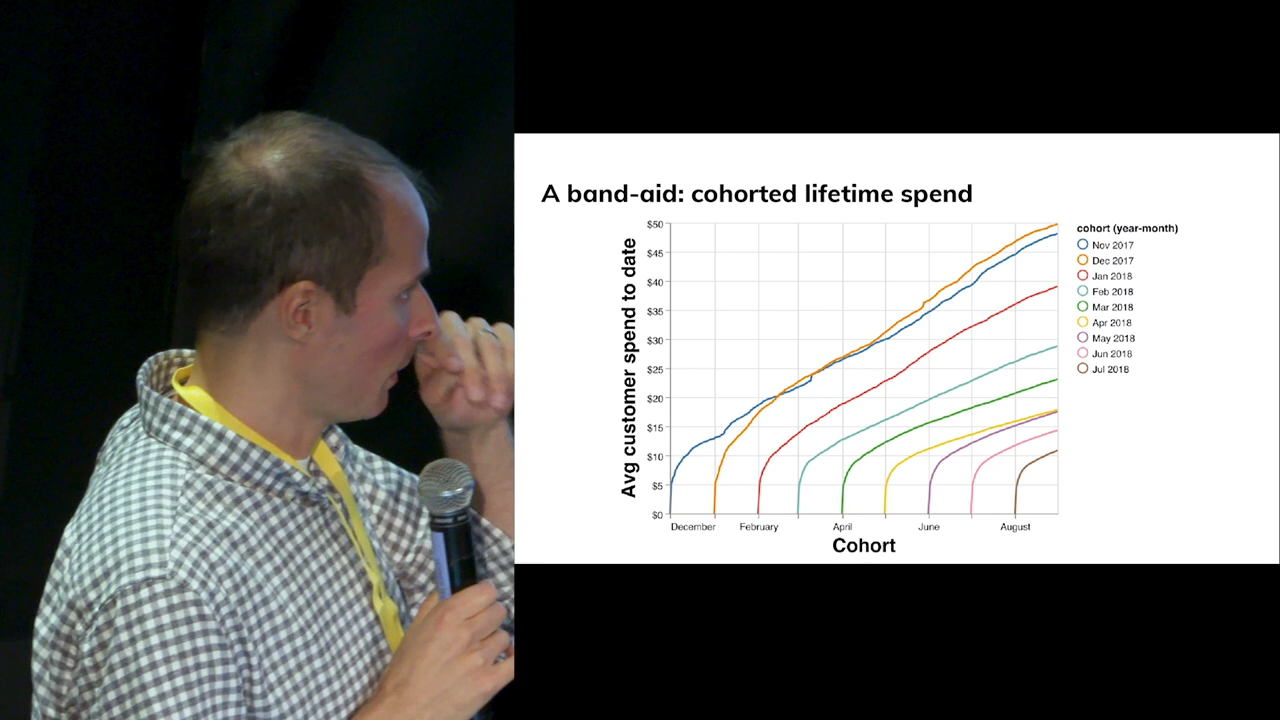 A band-aid: cohorted lifetime spend
Avg customer spend to date
$50
$45
$40
$35
$30
$25
$20
$15
$10
$5
$0
December February April June August
Cohort
cohort (year-month)
Nov 2017
Dec 2017
Jan 2018
Feb 2018
Mar 2018
Apr 2018
May 2018
Jun 2018
Jul 2018